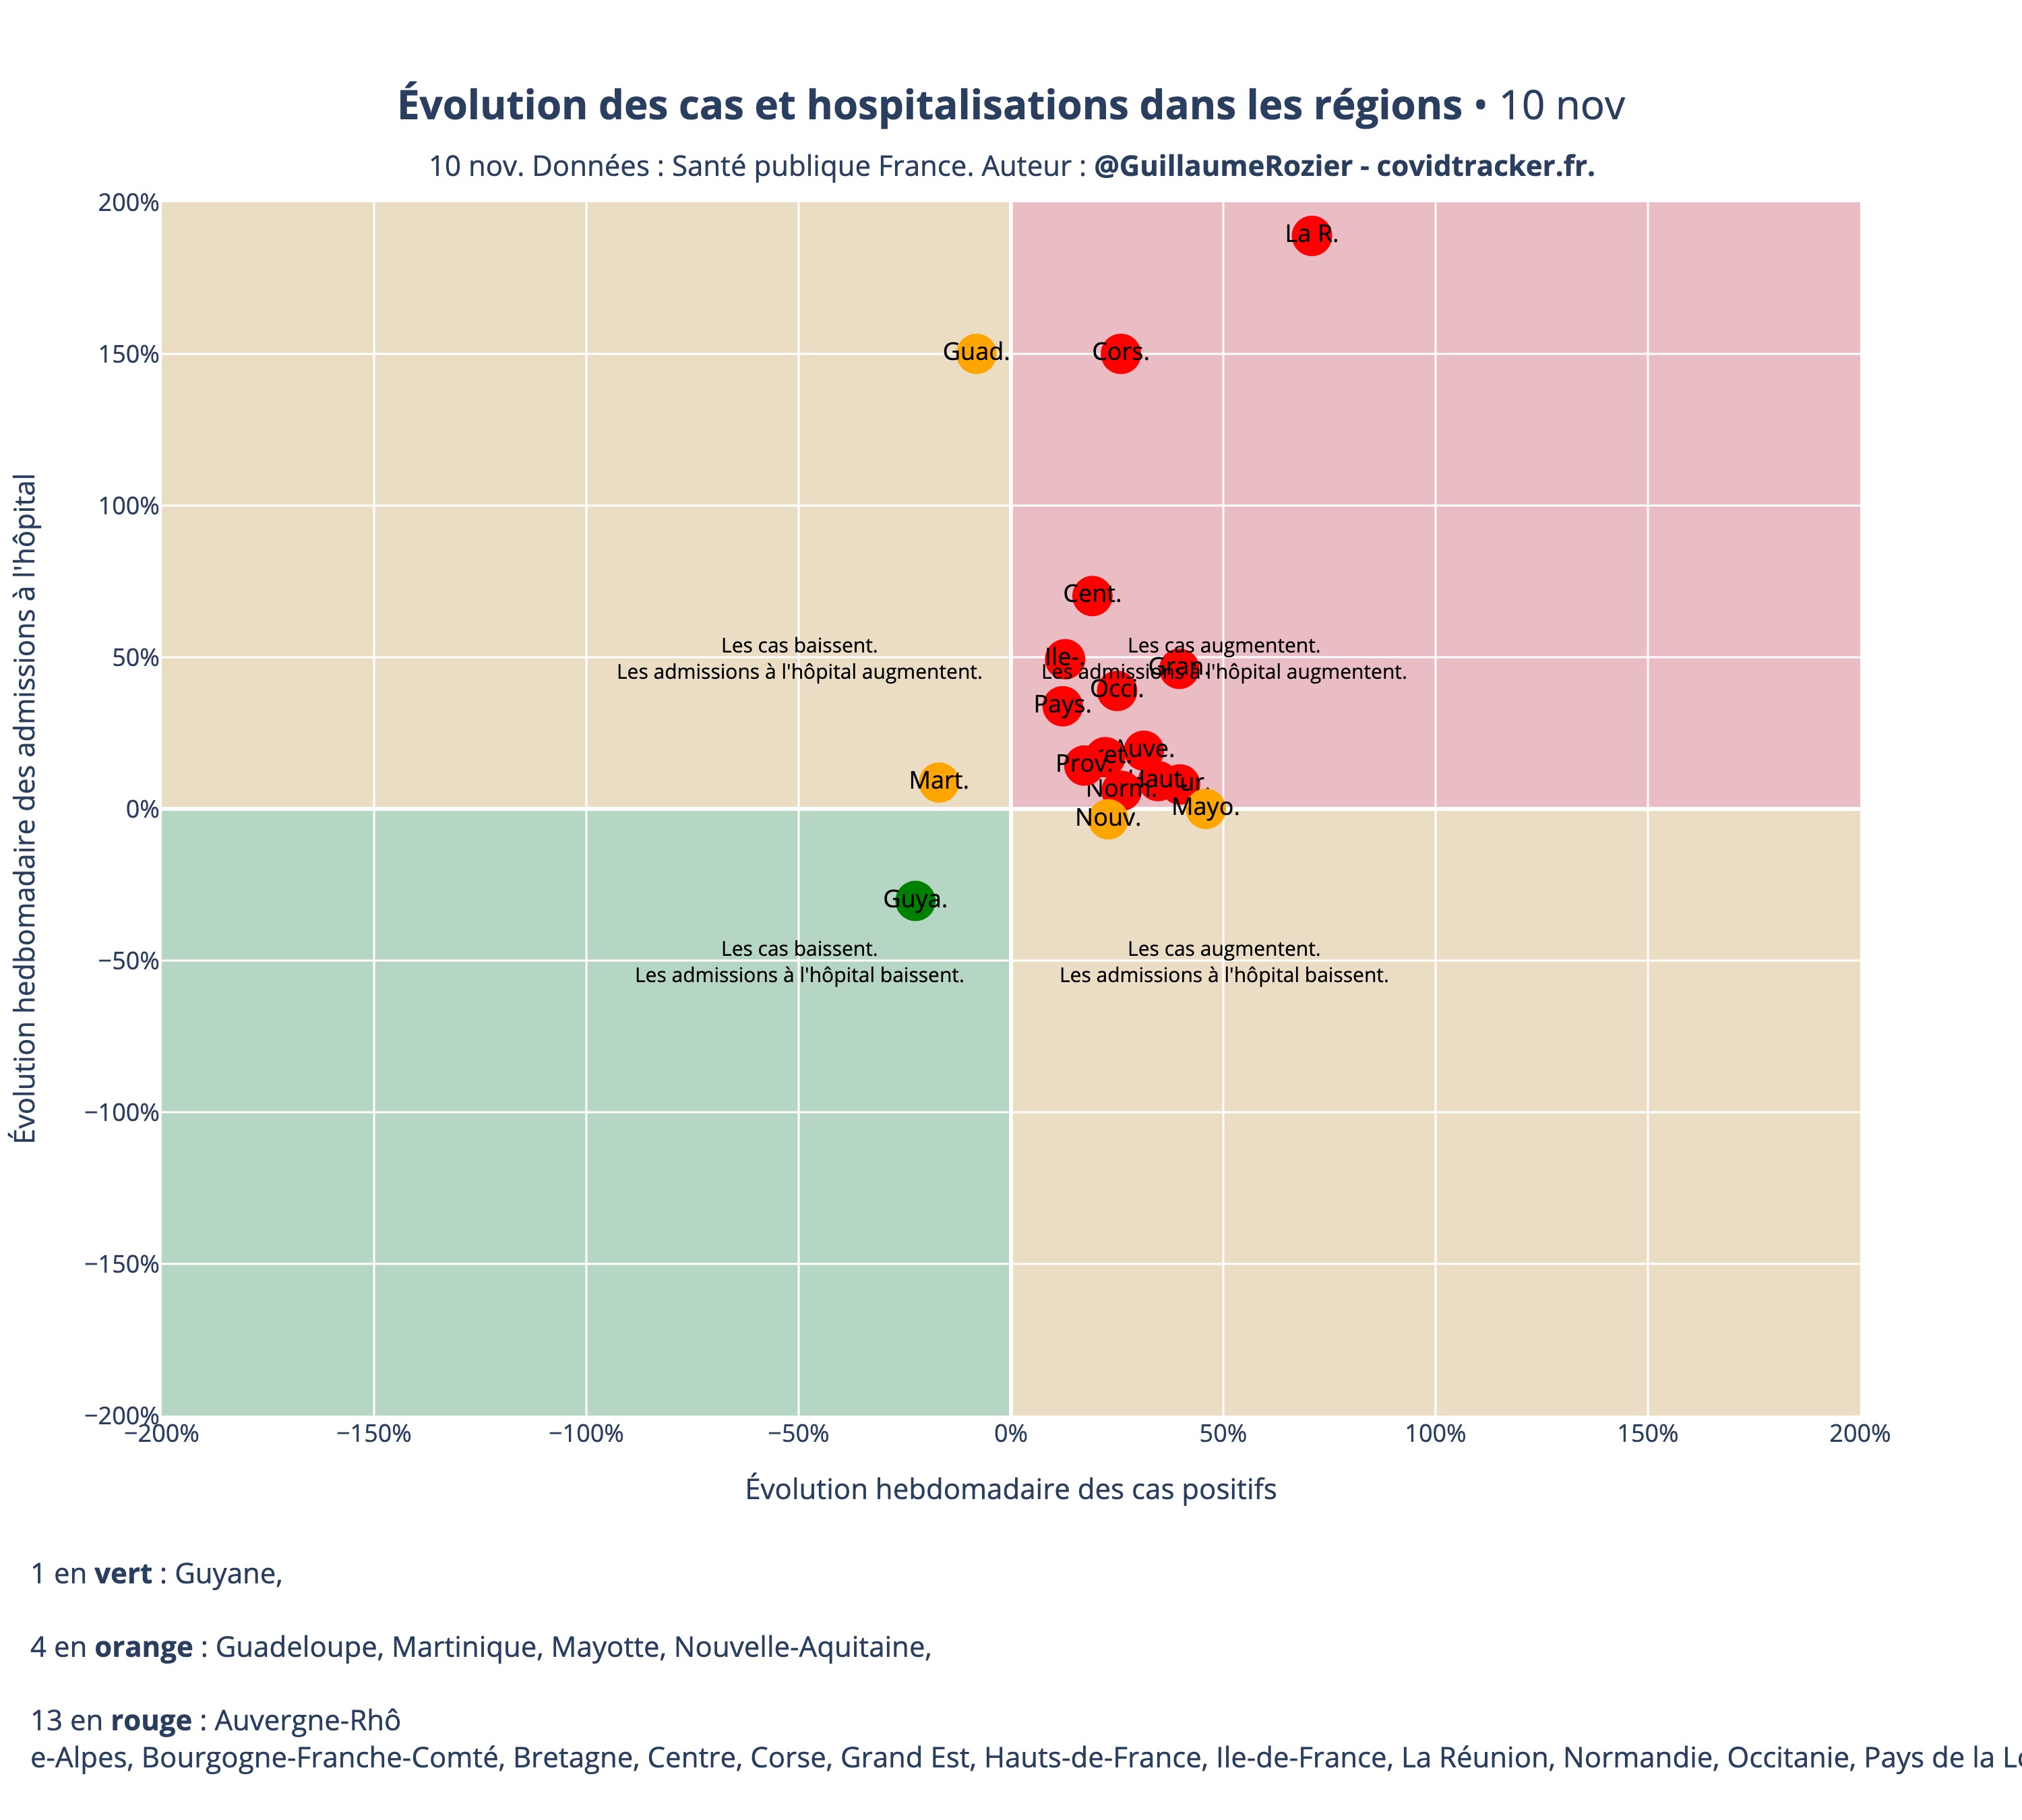 Évolution des cas et hospitalisations dans les régions • 10 nov
10 nov. Données : Santé publique France. Auteur : @GuillaumeRozier - covidtracker.fr.
Évolution hedbomadaire des admissions à l'hôpital
200%
150%
100%
50%
0%
−50%
−100%
−150%
−200%
La R.
Guad.
Cors.
Cent.
Les cas baissent.
Les admissions à l'hôpital augmentent.
Les cas augmentent.
Les admissions à l'hôpital augmentent.
Ile-.
Gran.
Occi.
Pays.
Auve.
Prov.
Mart.
Haut.
Norm.
Mayo.
Nouv.
Guya.
Les cas baissent.
Les admissions à l'hôpital baissent.
Les cas augmentent.
Les admissions à l'hôpital baissent.
−200%
−150%
−100%
−50%
0%
50%
100%
150%
200%
Évolution hebdomadaire des cas positifs
1 en vert : Guyane,
4 en orange : Guadeloupe, Martinique, Mayotte, Nouvelle-Aquitaine,
13 en rouge : Auvergne-Rhô
e-Alpes, Bourgogne-Franche-Comté, Bretagne, Centre, Corse, Grand Est, Hauts-de-France, Ile-de-France, La Réunion, Normandie, Occitanie, Pays de la